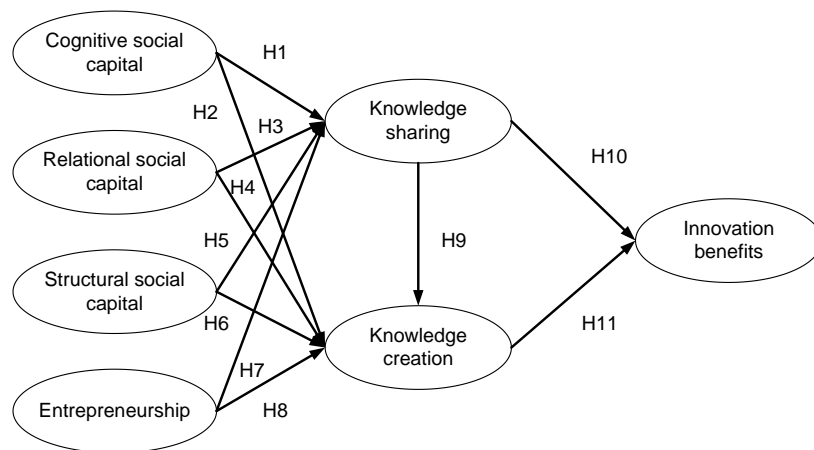 Cognitive social
capital
H1
H2
Knowledge
sharing
H3
Relational social
capital
H4
H10
H5
H9
Innovation
benefits
Structural social
capital
H6
Knowledge
creation
H11
H7
Entrepreneurship
H8